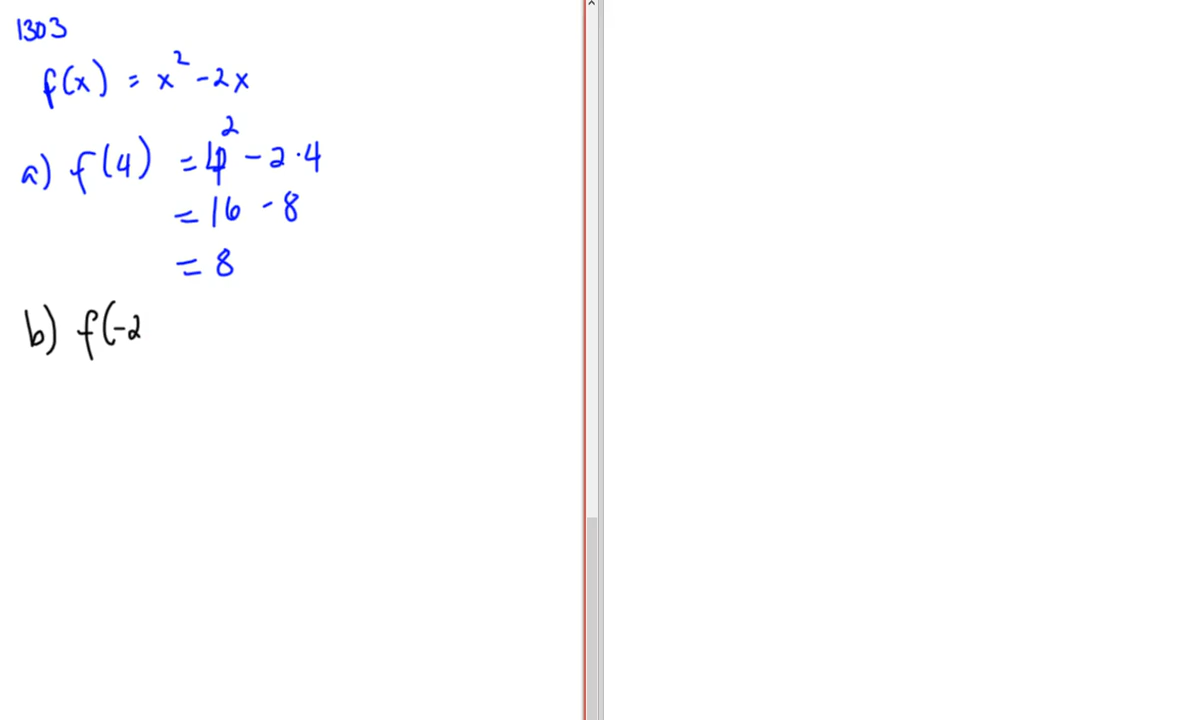 1303
f(x) = x² - 2x
a) f(4) = 4² - 2·4
= 16 - 8
= 8
b) f(-2